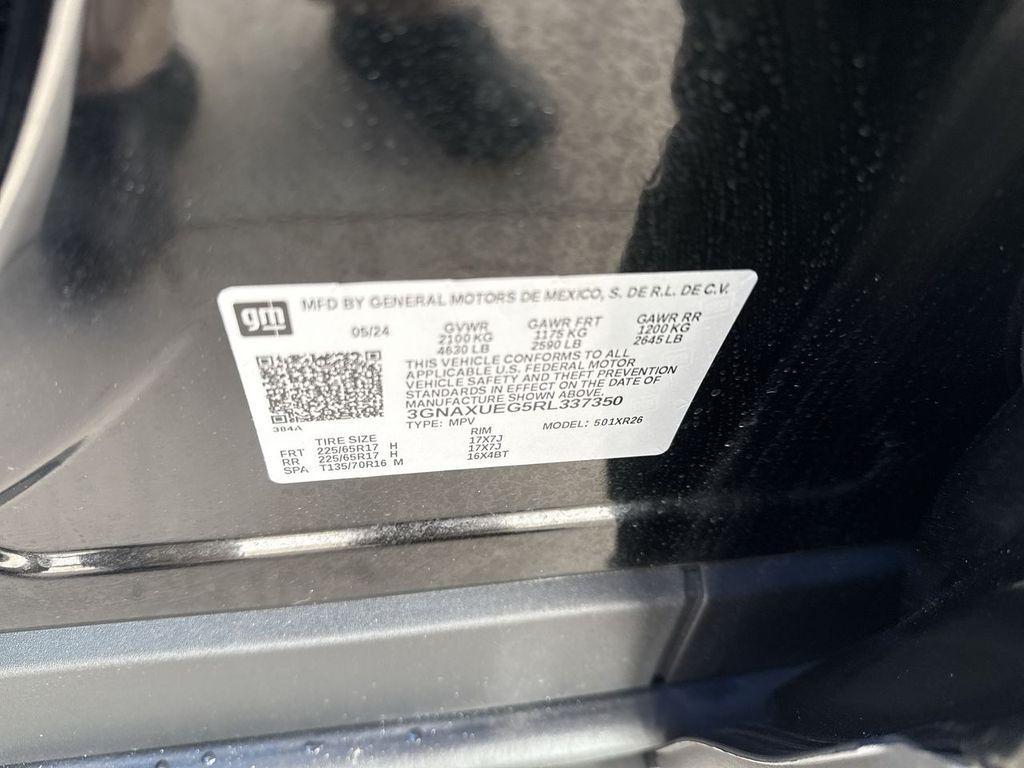 gm
MFD BY GENERAL MOTORS DE MEXICO, S. DE R.L. DE C.V.
05/24 GVWR GAWR FRT GAWR RR
2100 KG 1175 KG 1200 KG
4630 LB 2590 LB 2645 LB
THIS VEHICLE CONFORMS TO ALL
APPLICABLE U.S. FEDERAL MOTOR
VEHICLE SAFETY AND THEFT PREVENTION
STANDARDS IN EFFECT ON THE DATE OF
MANUFACTURE SHOWN ABOVE.
3GNAXUEG5RL337350
TYPE: MPV MODEL: 501XR26
384A
TIRE SIZE RIM
FRT 225/65R17 H 17X7J
RR 225/65R17 H 17X7J
SPA T135/70R16 M 16X4BT